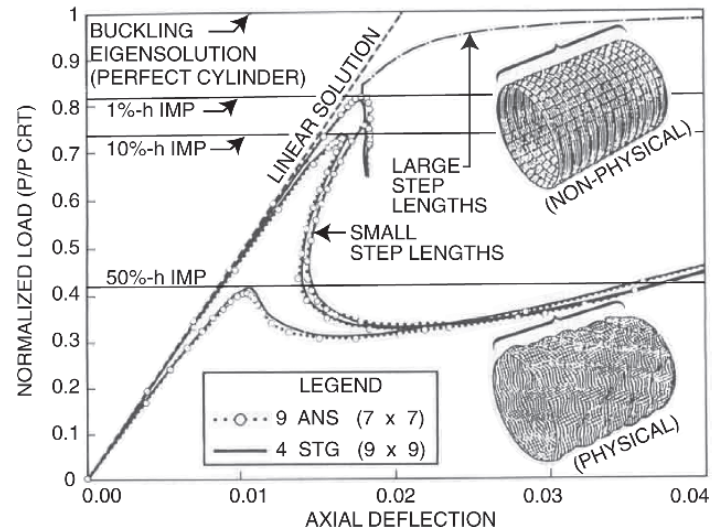 1
BUCKLING
EIGENSOLUTION
(PERFECT CYLINDER)
0.9
0.8
1%-h IMP
0.7
10%-h IMP
0.6
0.5
50%-h IMP
0.4
0.3
0.2
0.1
0
NORMALIZED LOAD (P/P CRT)
LINEAR SOLUTION
LARGE
STEP
LENGTHS
(NON-PHYSICAL)
SMALL
STEP LENGTHS
(PHYSICAL)
LEGEND
9 ANS (7 x 7)
4 STG (9 x 9)
0.00
0.01
0.02
0.03
0.04
AXIAL DEFLECTION